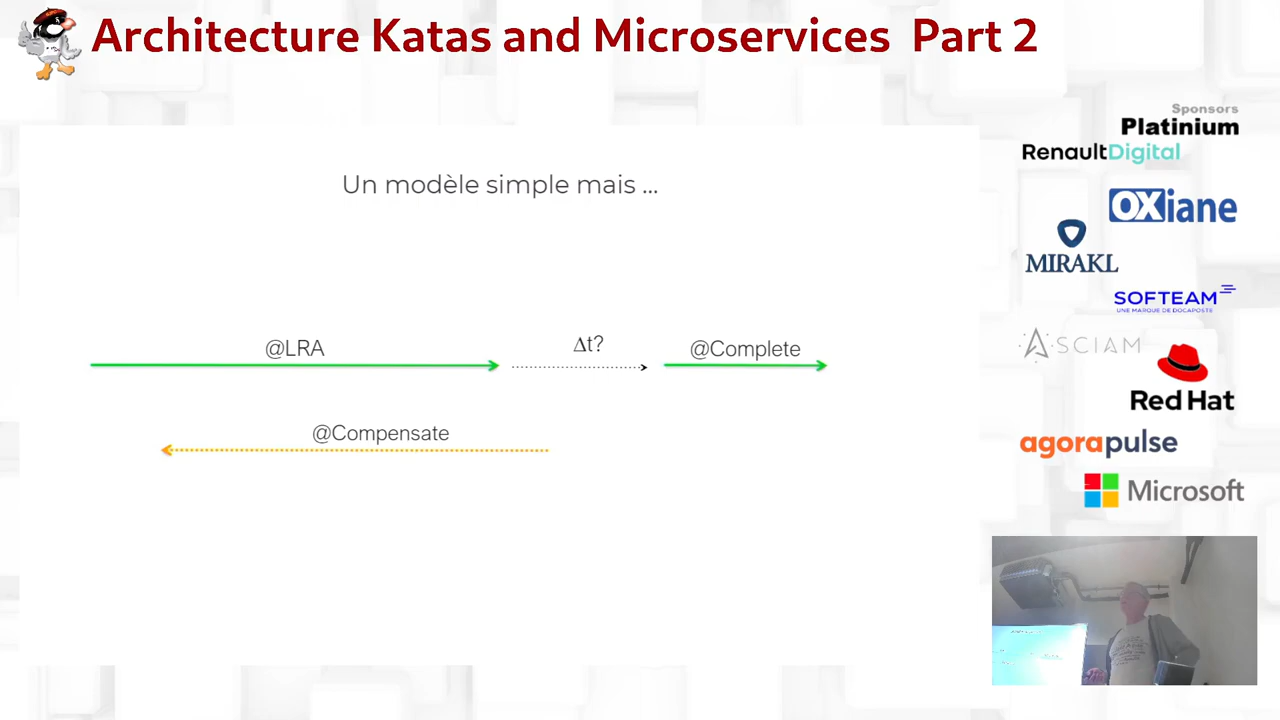 Architecture Katas and Microservices Part 2
Sponsors
Platinium
RenaultDigital
OXiane
MIRAKL
SOFTEAM
UNE MARQUE DE DOCAPOSTE
ASCIAM
Red Hat
agorapulse
Microsoft
Un modèle simple mais ...
@LRA
Δt?
@Complete
@Compensate